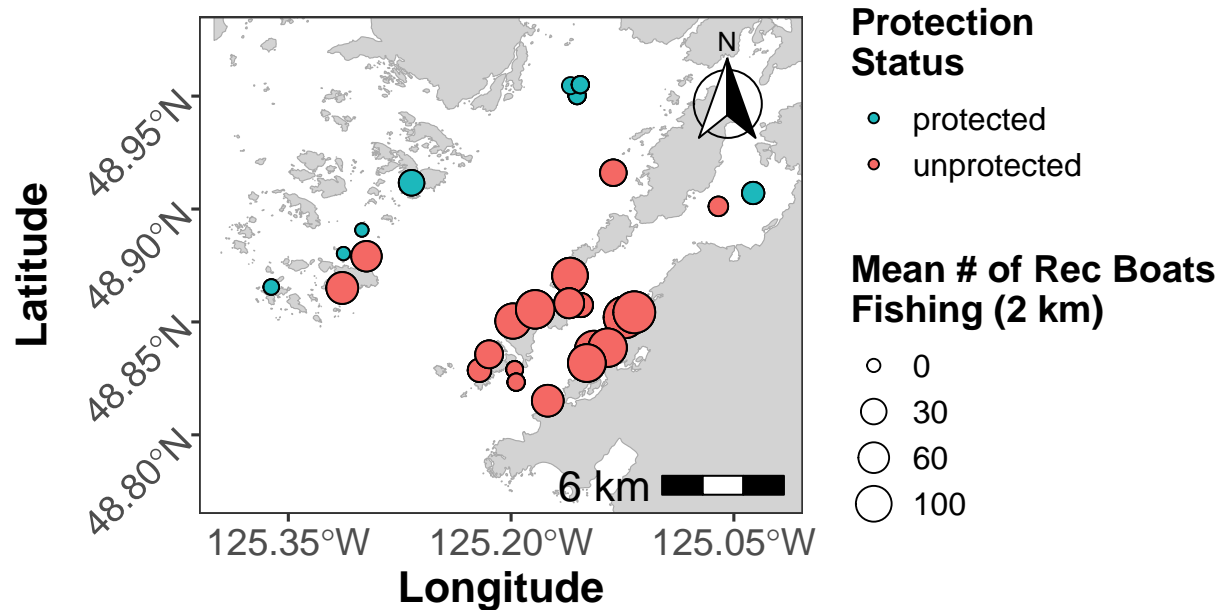 N
48.95°N
48.90°N
48.85°N
48.80°N
Latitude
6 km
125.35°W
125.20°W
125.05°W
Longitude
Protection
Status
protected
unprotected
Mean # of Rec Boats
Fishing (2 km)
0
30
60
100